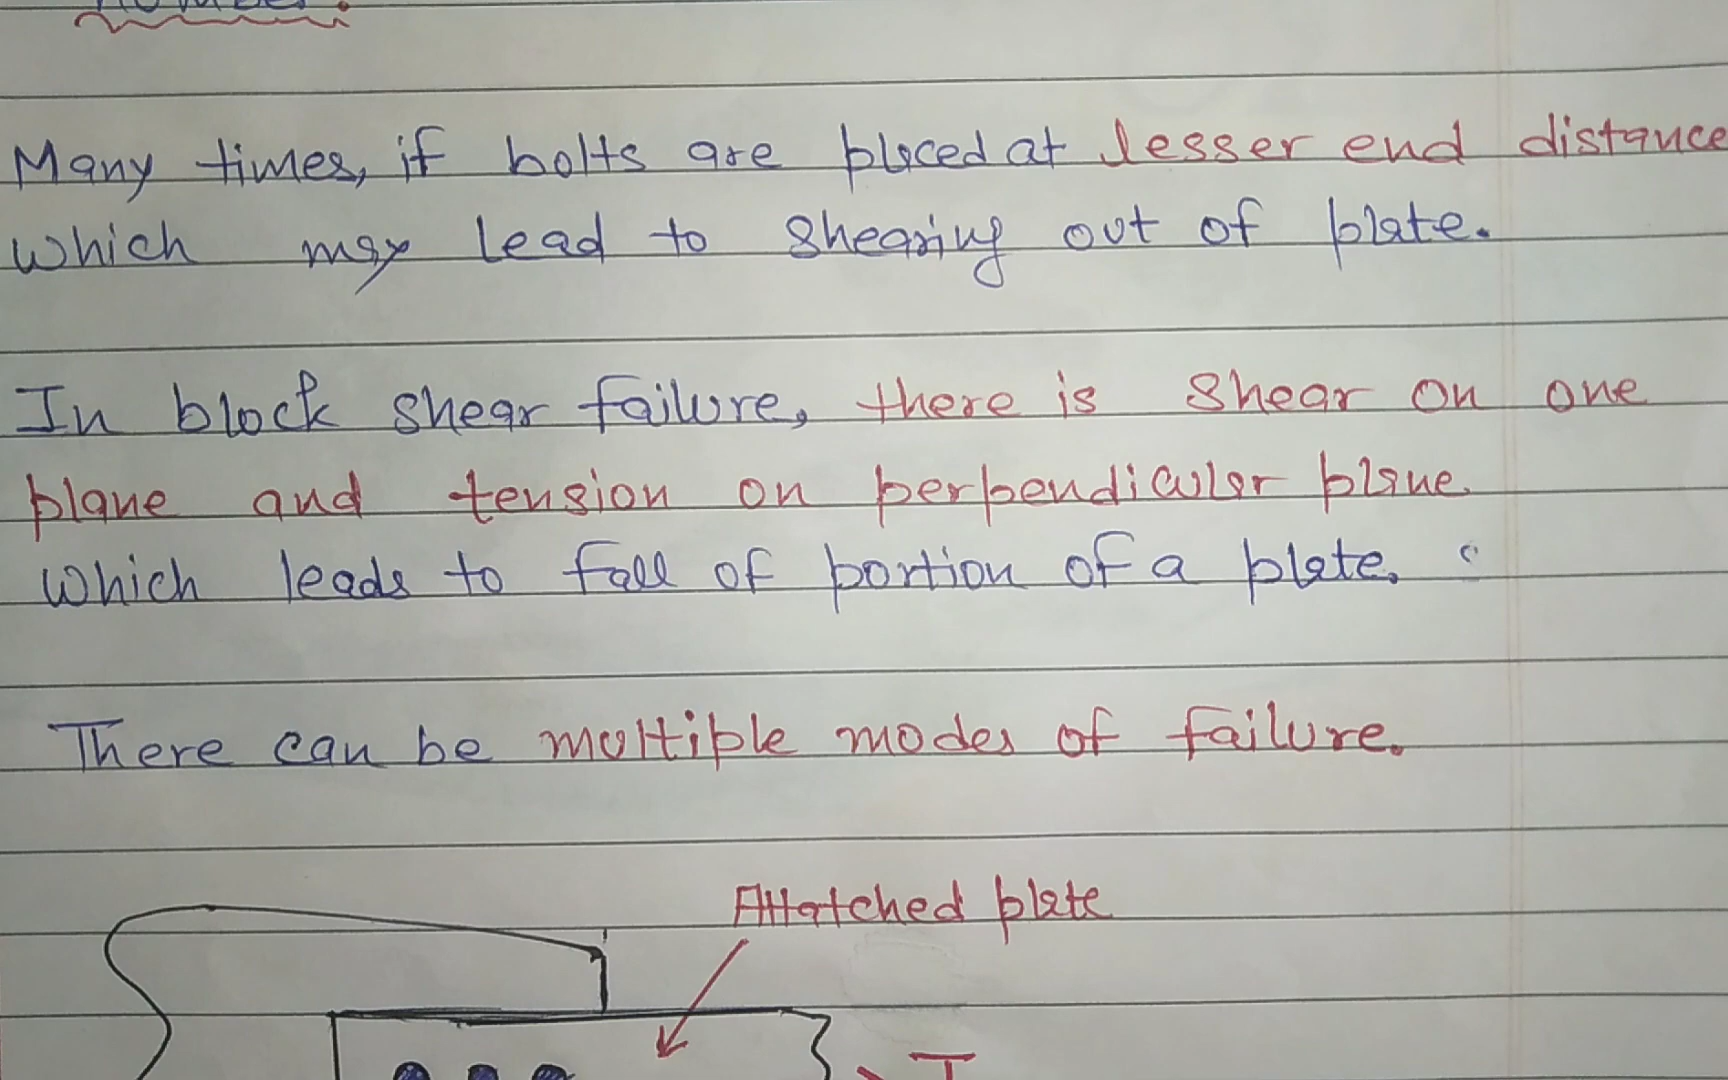 Many times, if bolts are placed at lesser end distance
which may lead to shearing out of plate.
In block shear failure, there is shear on one
plane and tension on perpendicular plane
which leads to fall of portion of a plate.
There can be multiple modes of failure.
Attatched plate
T